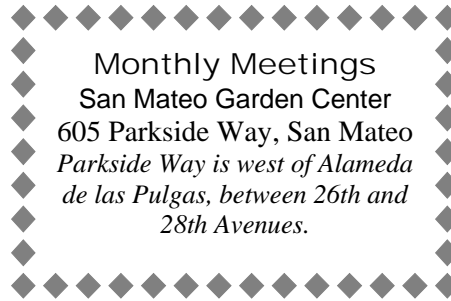 Monthly Meetings
San Mateo Garden Center
605 Parkside Way, San Mateo
Parkside Way is west of Alameda
de las Pulgas, between 26th and
28th Avenues.